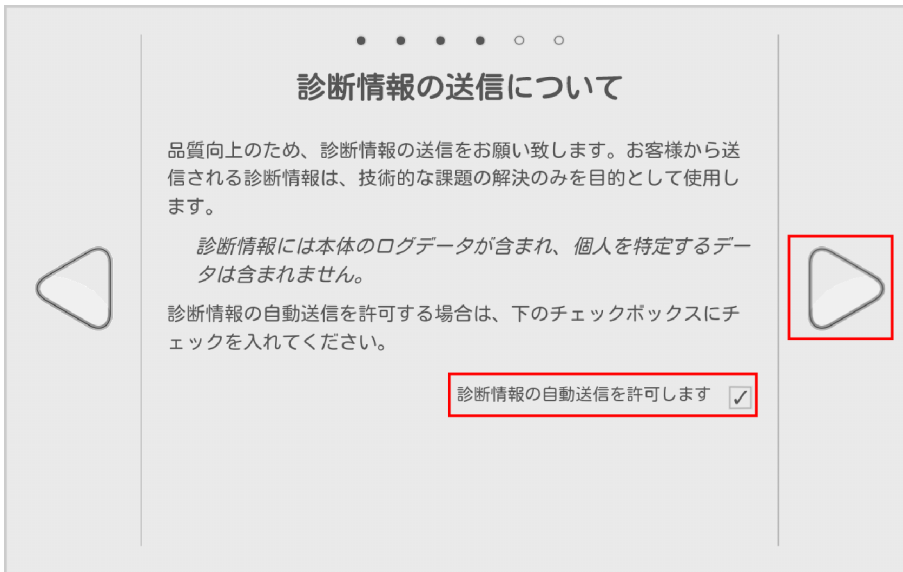 診断情報の送信について
品質向上のため、診断情報の送信をお願い致します。お客様から送
信される診断情報は、技術的な課題の解決のみを目的として使用し
ます。
診断情報には本体のログデータが含まれ、個人を特定するデー
タは含まれません。
診断情報の自動送信を許可する場合は、下のチェックボックスにチ
ェックを入れてください。
診断情報の自動送信を許可します